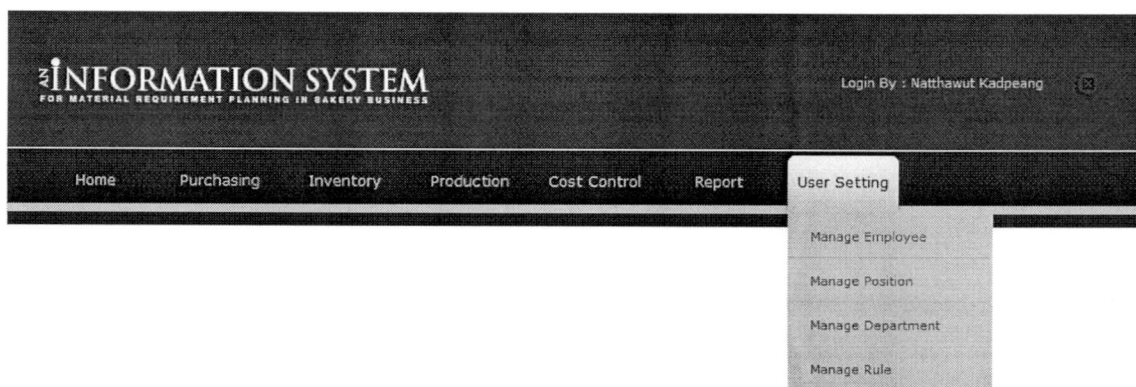 AN INFORMATION SYSTEM
FOR MATERIAL REQUIREMENT PLANNING IN BAKERY BUSINESS
Login By : Natthawut Kadpeang
Home Purchasing Inventory Production Cost Control Report User Setting
Manage Employee
Manage Position
Manage Department
Manage Rule